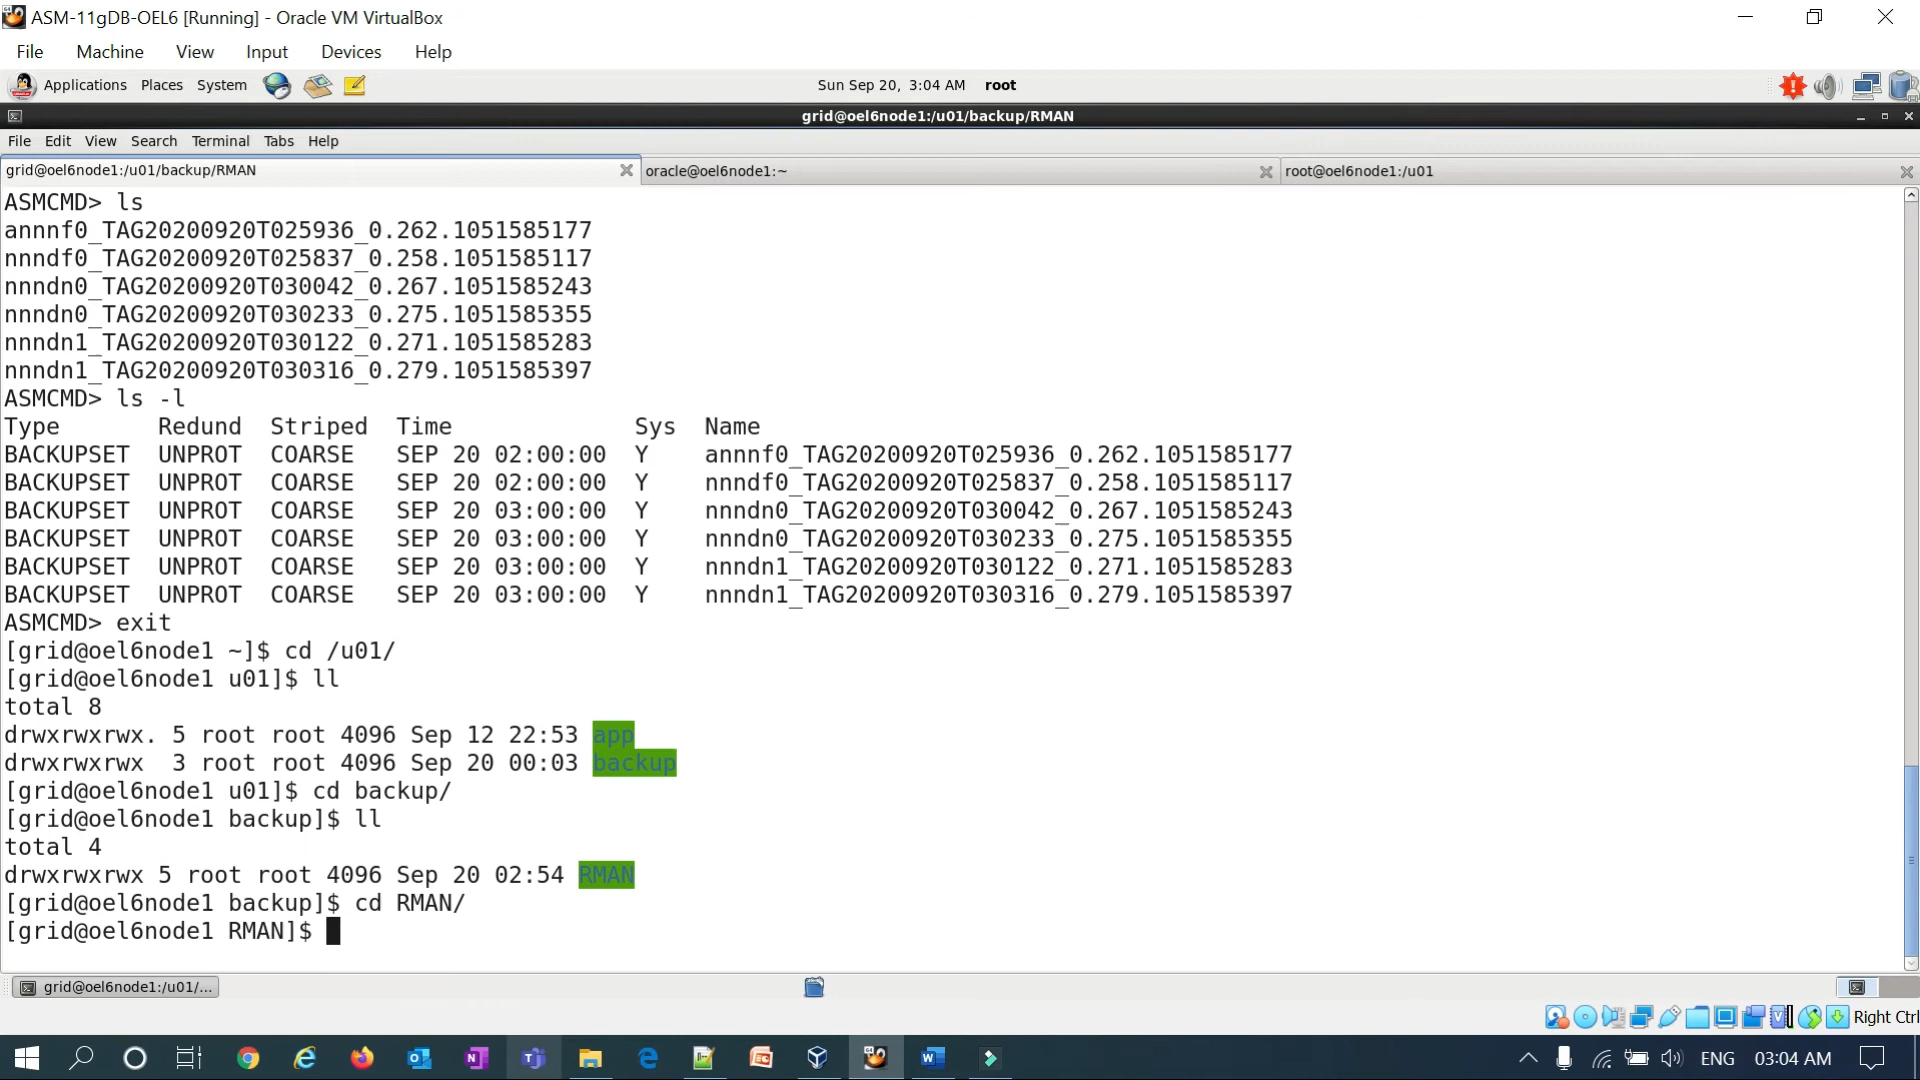 ASM-11gDB-OEL6 [Running] - Oracle VM VirtualBox
File Machine View Input Devices Help
Applications Places System Sun Sep 20, 3:04 AM root
grid@oel6node1:/u01/backup/RMAN
File Edit View Search Terminal Tabs Help
grid@oel6node1:/u01/backup/RMAN oracle@oel6node1:~ root@oel6node1:/u01
ASMCMD> ls
annnf0_TAG20200920T025936_0.262.1051585177
nnndf0_TAG20200920T025837_0.258.1051585117
nnndn0_TAG20200920T030042_0.267.1051585243
nnndn0_TAG20200920T030233_0.275.1051585355
nnndn1_TAG20200920T030122_0.271.1051585283
nnndn1_TAG20200920T030316_0.279.1051585397
ASMCMD> ls -l
Type Redund Striped Time Sys Name
BACKUPSET UNPROT COARSE SEP 20 02:00:00 Y annnf0_TAG20200920T025936_0.262.1051585177
BACKUPSET UNPROT COARSE SEP 20 02:00:00 Y nnndf0_TAG20200920T025837_0.258.1051585117
BACKUPSET UNPROT COARSE SEP 20 03:00:00 Y nnndn0_TAG20200920T030042_0.267.1051585243
BACKUPSET UNPROT COARSE SEP 20 03:00:00 Y nnndn0_TAG20200920T030233_0.275.1051585355
BACKUPSET UNPROT COARSE SEP 20 03:00:00 Y nnndn1_TAG20200920T030122_0.271.1051585283
BACKUPSET UNPROT COARSE SEP 20 03:00:00 Y nnndn1_TAG20200920T030316_0.279.1051585397
ASMCMD> exit
[grid@oel6node1 ~]$ cd /u01/
[grid@oel6node1 u01]$ ll
total 8
drwxrwxrwx. 5 root root 4096 Sep 12 22:53 app
drwxrwxrwx 3 root root 4096 Sep 20 00:03 backup
[grid@oel6node1 u01]$ cd backup/
[grid@oel6node1 backup]$ ll
total 4
drwxrwxrwx 5 root root 4096 Sep 20 02:54 RMAN
[grid@oel6node1 backup]$ cd RMAN/
[grid@oel6node1 RMAN]$
grid@oel6node1:/u01/...
Right Ctrl
ENG 03:04 AM